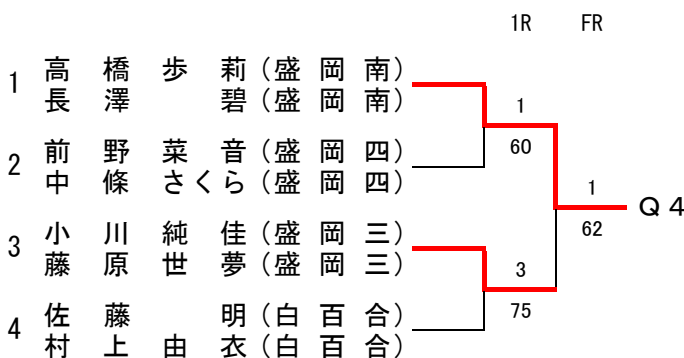 1R FR
1 高橋歩莉(盛岡南)
長澤碧(盛岡南)
1
60
2 前野菜音(盛岡四)
中條さくら(盛岡四)
1
62
Q4
3 小川純佳(盛岡三)
藤原世夢(盛岡三)
3
75
4 佐藤明(白百合)
村上由衣(白百合)